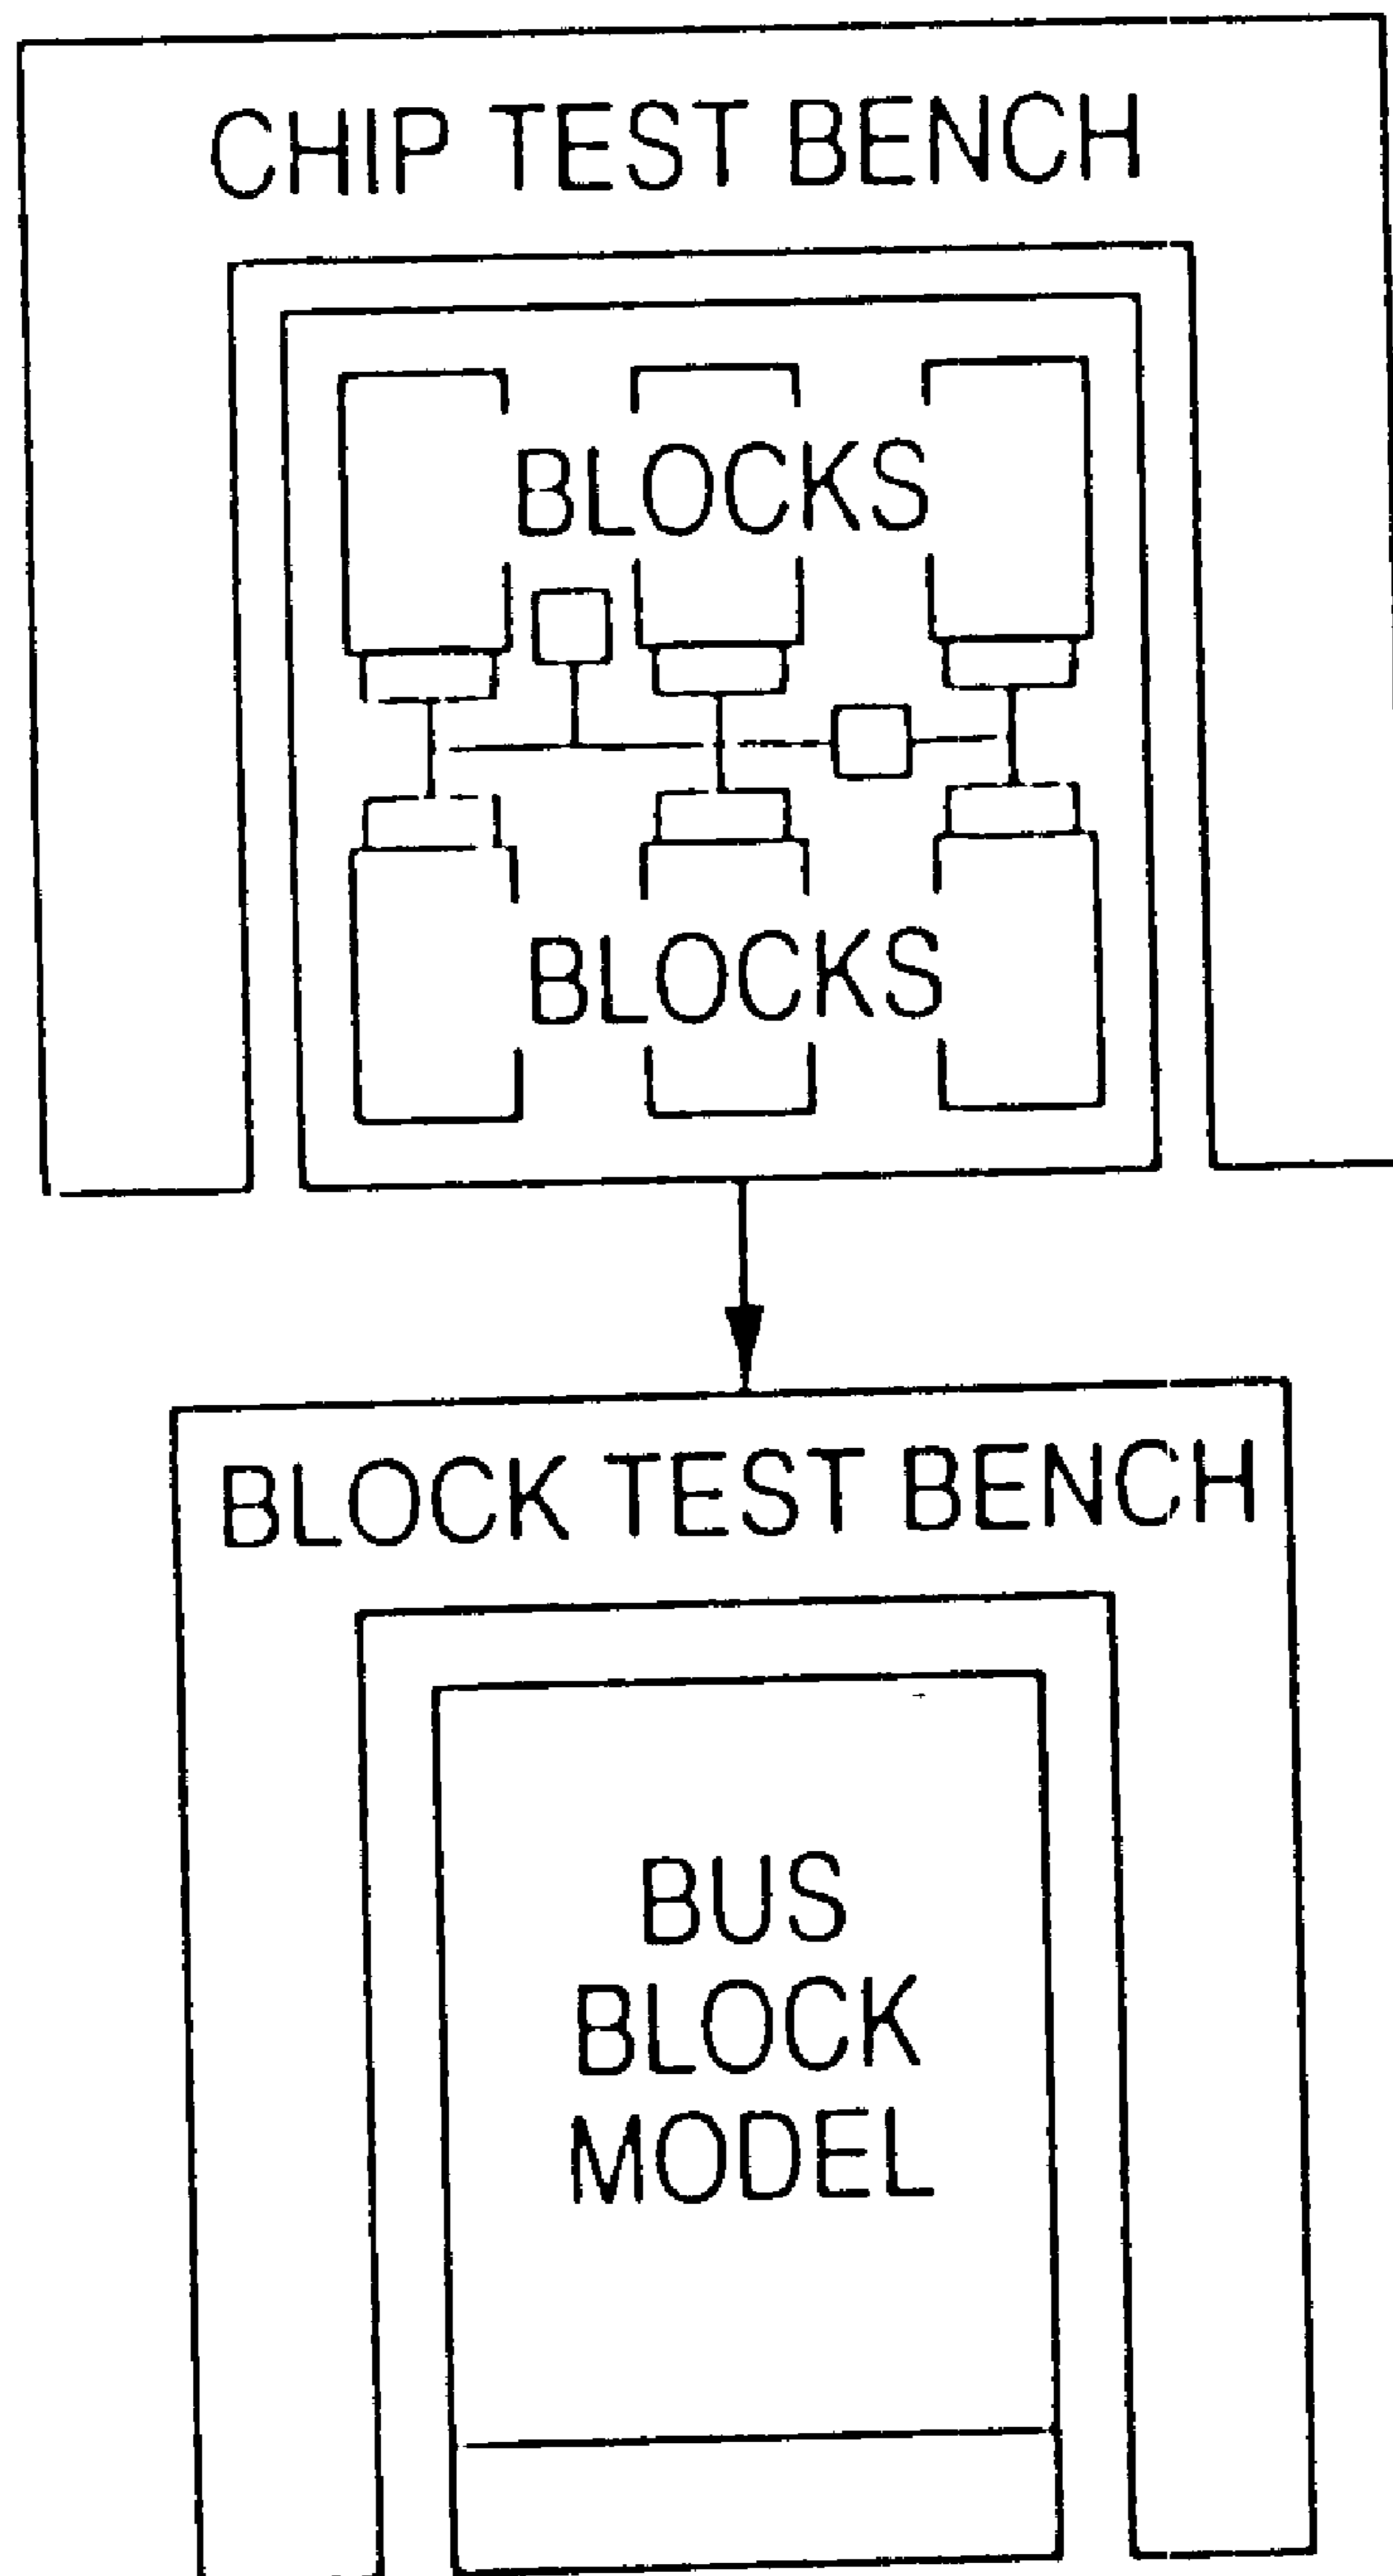 CHIP TEST BENCH
BLOCKS
BLOCKS
BLOCK TEST BENCH
BUS
BLOCK
MODEL